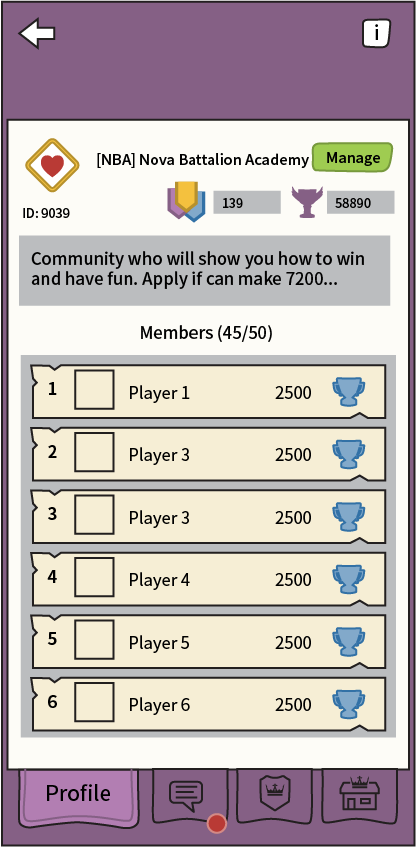 i
[NBA] Nova Battalion Academy
Manage
ID: 9039
139
58890
Community who will show you how to win
and have fun. Apply if can make 7200...
Members (45/50)
1 Player 1 2500
2 Player 3 2500
3 Player 3 2500
4 Player 4 2500
5 Player 5 2500
6 Player 6 2500
Profile